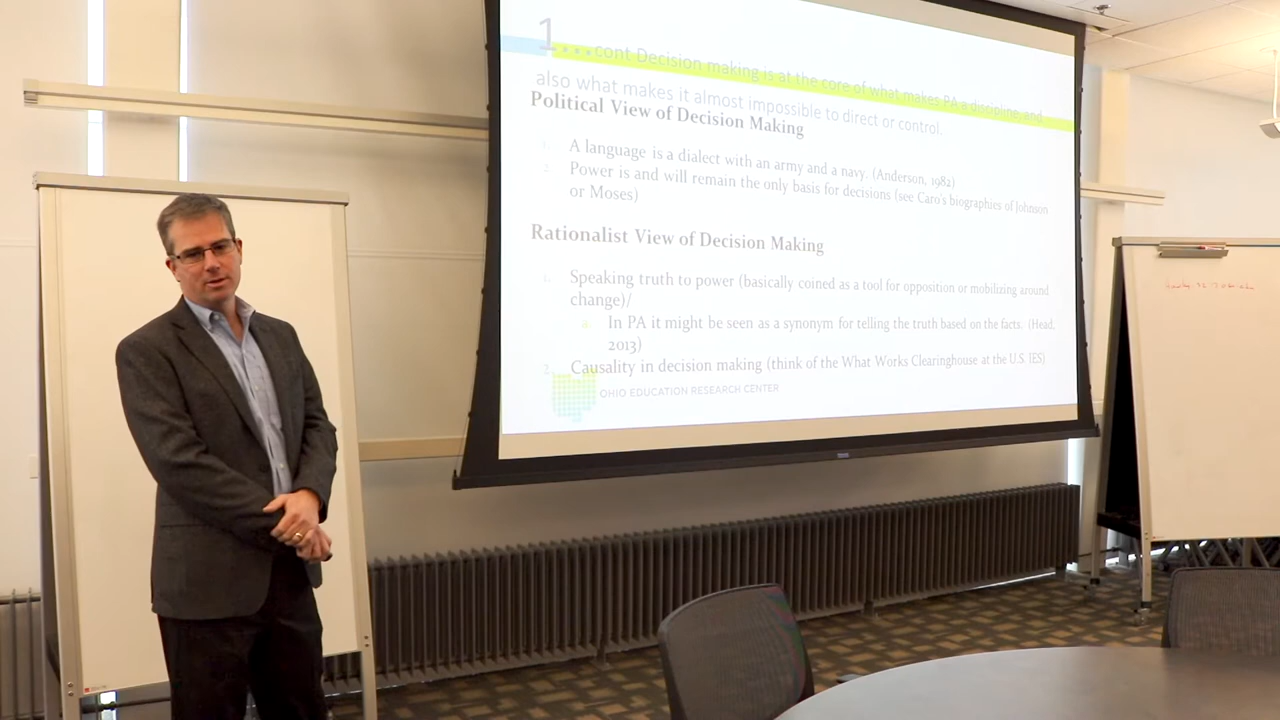 1...cont Decision making is at the core of what makes PA a discipline, and
also what makes it almost impossible to direct or control.
Political View of Decision Making
1. A language is a dialect with an army and a navy. (Anderson, 1982)
2. Power is and will remain the only basis for decisions (see Caro's biographies of Johnson
or Moses)
Rationalist View of Decision Making
1. Speaking truth to power (basically coined as a tool for opposition or mobilizing around
change)/
a. In PA it might be seen as a synonym for telling the truth based on the facts. (Head,
2013)
2. Causality in decision making (think of the What Works Clearinghouse at the U.S. IES)
OHIO EDUCATION RESEARCH CENTER